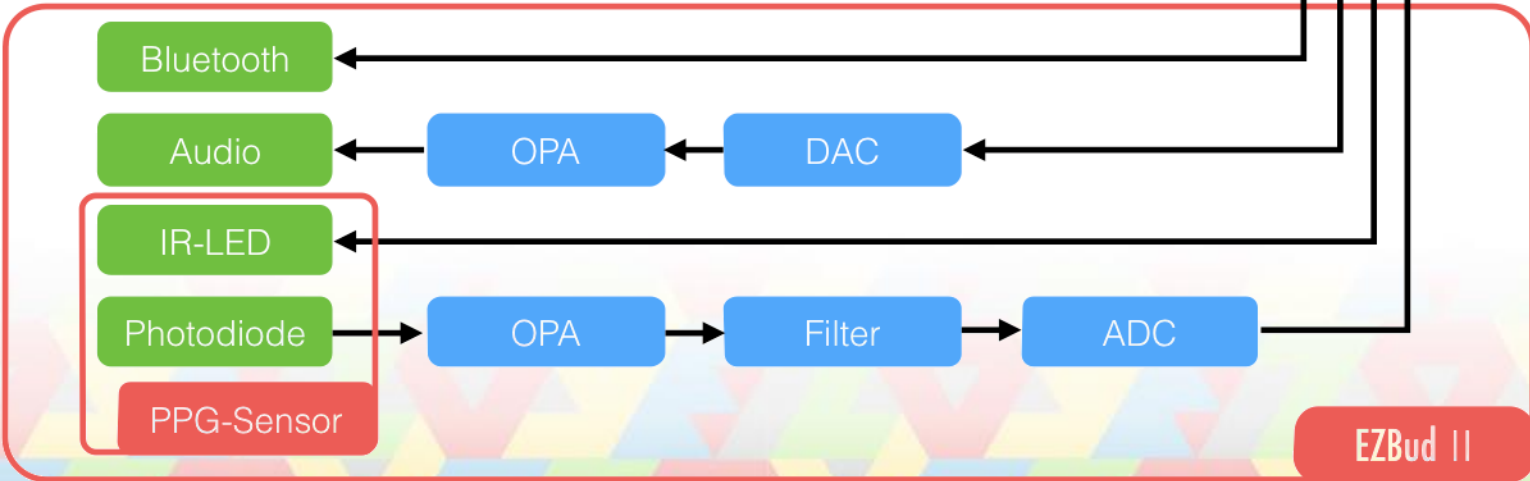 Bluetooth
Audio
OPA
DAC
IR-LED
Photodiode
OPA
Filter
ADC
PPG-Sensor
EZBud II